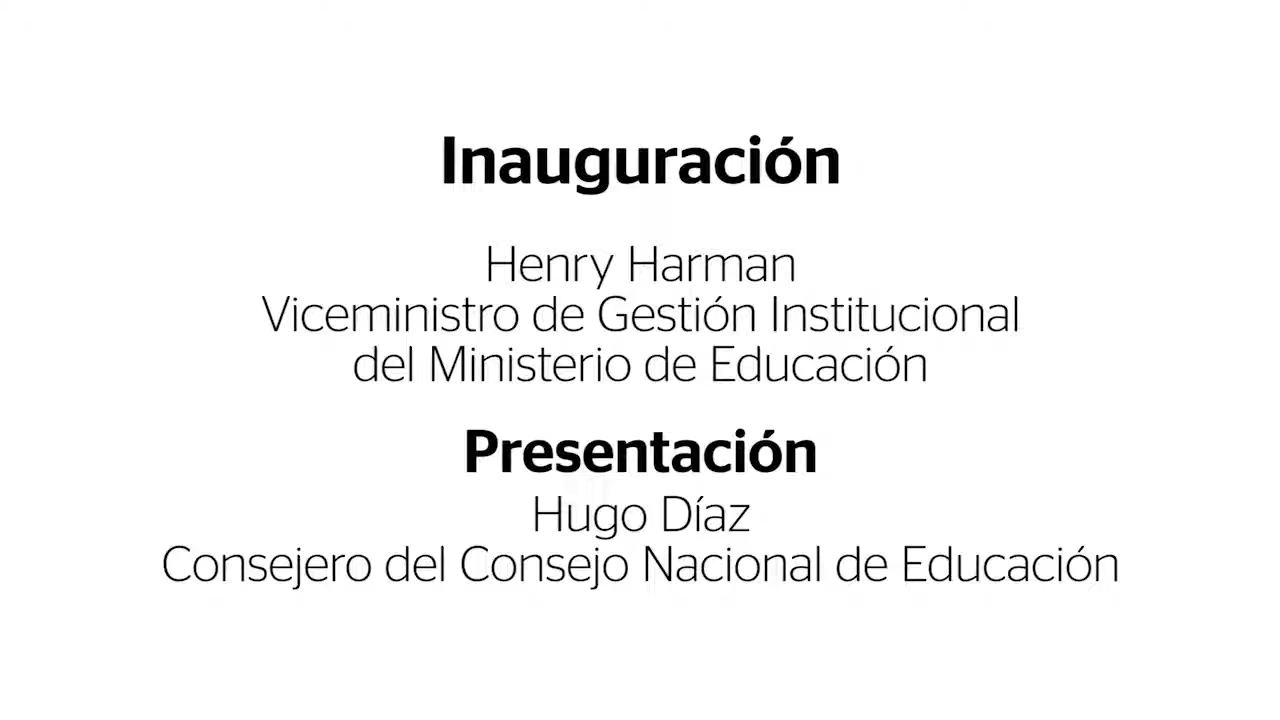 Inauguración
Henry Harman
Viceministro de Gestión Institucional
del Ministerio de Educación
Presentación
Hugo Díaz
Consejero del Consejo Nacional de Educación